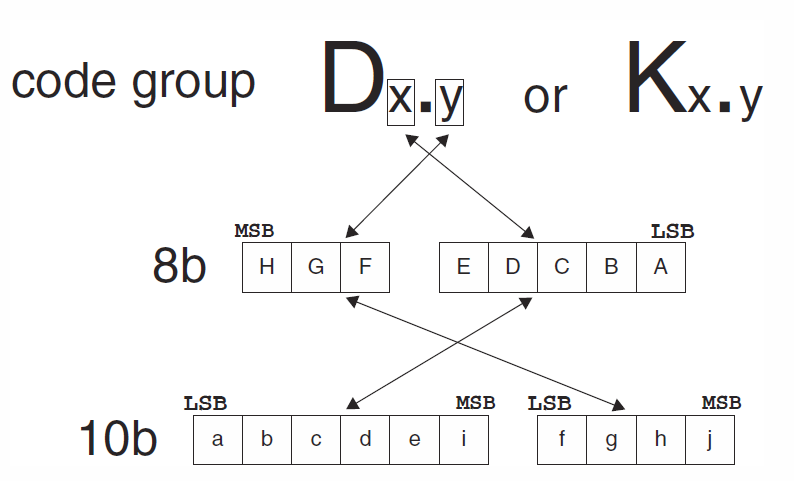 code group Dx.y or Kx.y
MSB LSB
8b H G F E D C B A
LSB MSB LSB MSB
10b a b c d e i f g h j